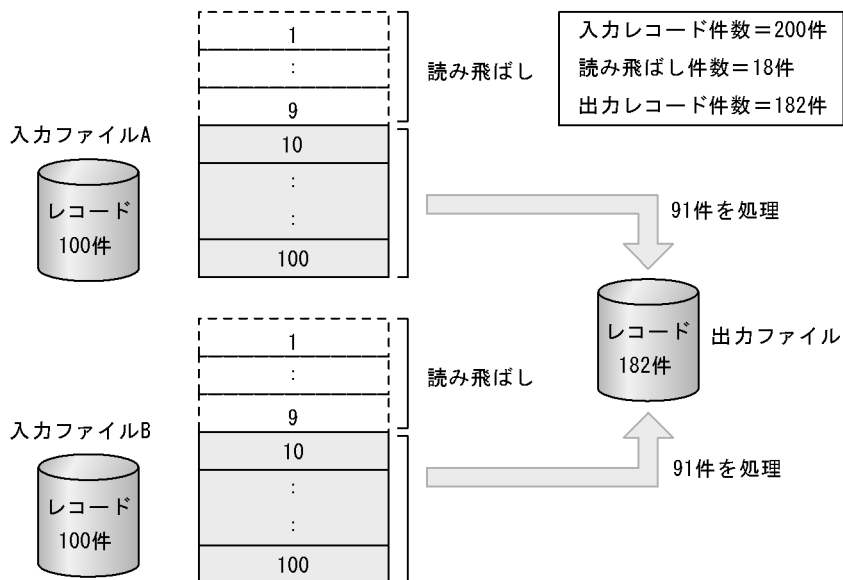 1
:
9
読み飛ばし
入力レコード件数=200件
読み飛ばし件数=18件
出力レコード件数=182件
入力ファイルA
レコード
100件
10
:
:
100
91件を処理
レコード
182件
出力ファイル
1
:
9
読み飛ばし
入力ファイルB
レコード
100件
10
:
:
100
91件を処理